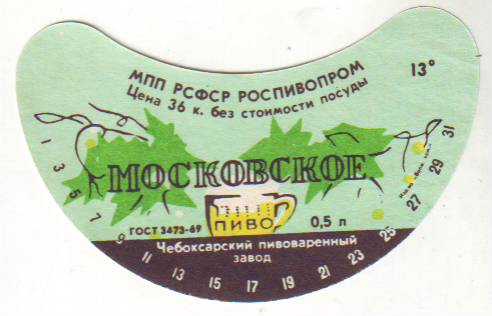 МПП РСФСР РОСПИВОПРОМ
Цена 36 к. без стоимости посуды
13°
МОСКОВСКОЕ
ПИВО
ГОСТ 3473-69
0,5 л
Чебоксарский пивоваренный
завод
1 3 5 7 9 11 13 15 17 19 21 23 25 27 29 31